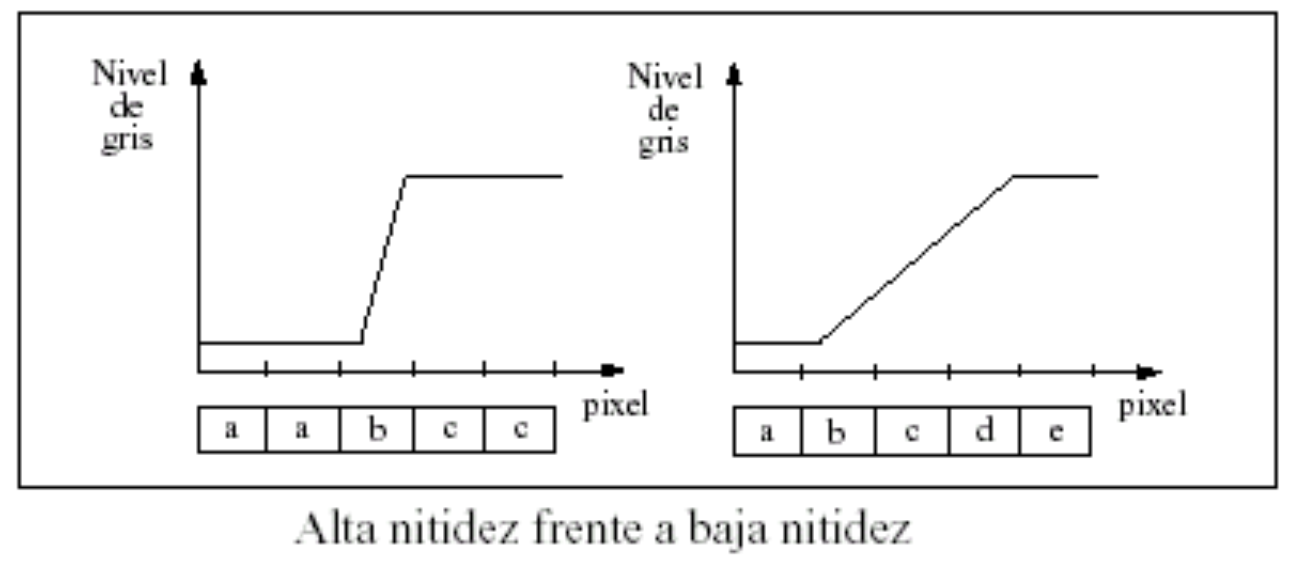 Nivel
de
gris
pixel
a a b c c
Nivel
de
gris
pixel
a b c d e
Alta nitidez frente a baja nitidez